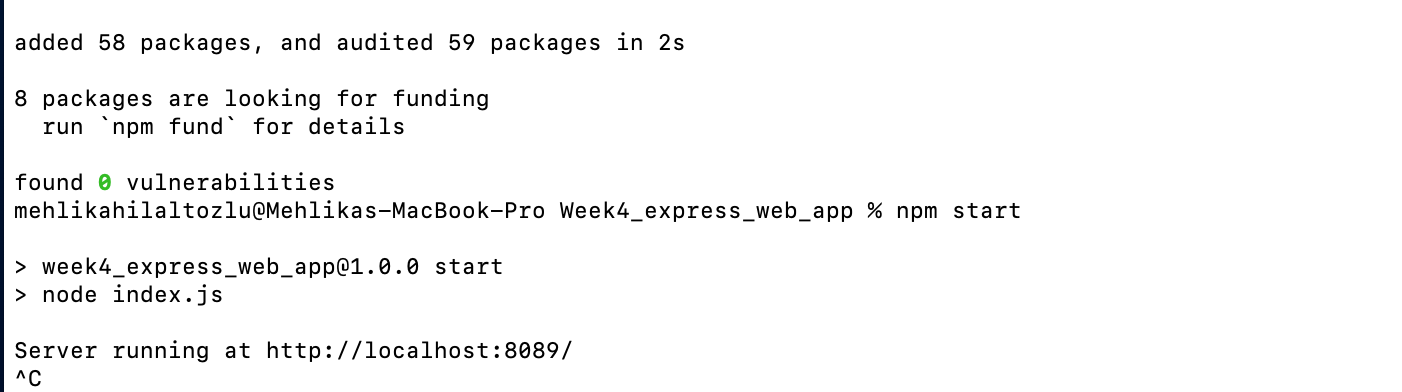 added 58 packages, and audited 59 packages in 2s
8 packages are looking for funding
  run `npm fund` for details
found 0 vulnerabilities
mehlikahilaltozlu@Mehlikas-MacBook-Pro Week4_express_web_app % npm start
> week4_express_web_app@1.0.0 start
> node index.js
Server running at http://localhost:8089/
^C